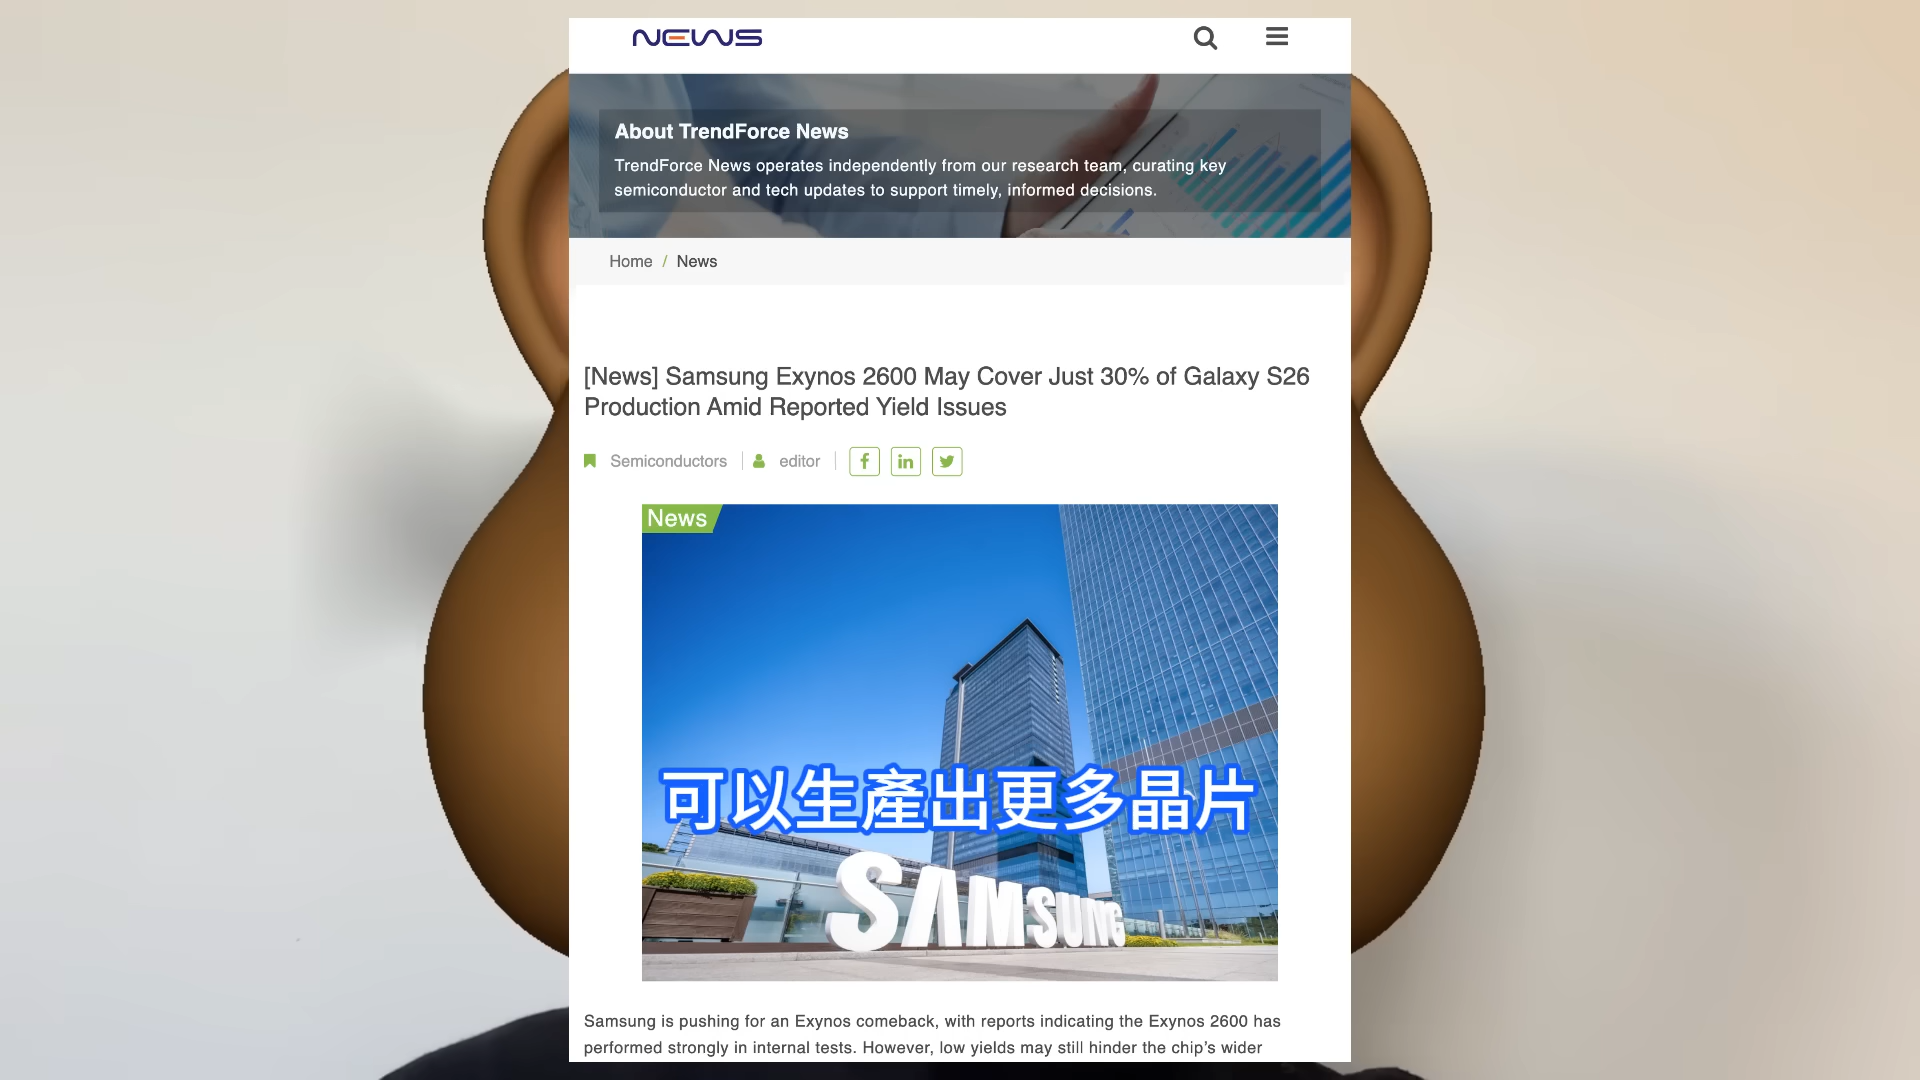 NEWS
About TrendForce News
TrendForce News operates independently from our research team, curating key
semiconductor and tech updates to support timely, informed decisions.
Home / News
[News] Samsung Exynos 2600 May Cover Just 30% of Galaxy S26
Production Amid Reported Yield Issues
Semiconductors editor
News
可以生產出更多晶片
SAMSUNG
Samsung is pushing for an Exynos comeback, with reports indicating the Exynos 2600 has
performed strongly in internal tests. However, low yields may still hinder the chip's wider